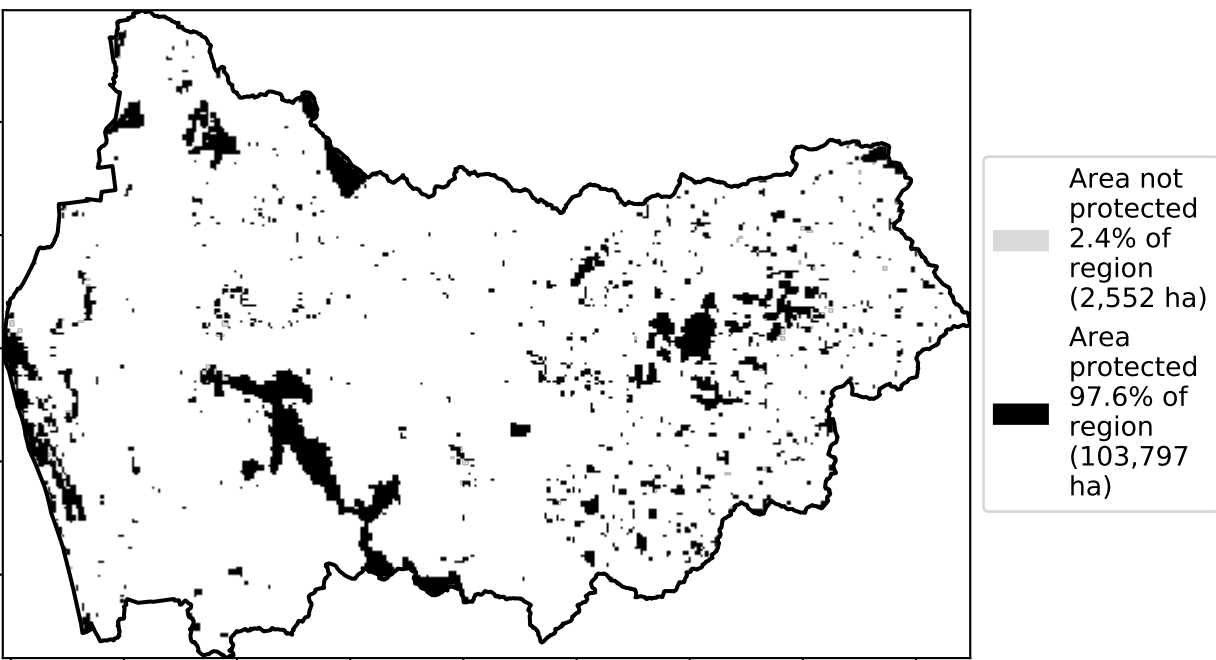 Area not
protected
2.4% of
region
(2,552 ha)
Area
protected
97.6% of
region
(103,797
ha)